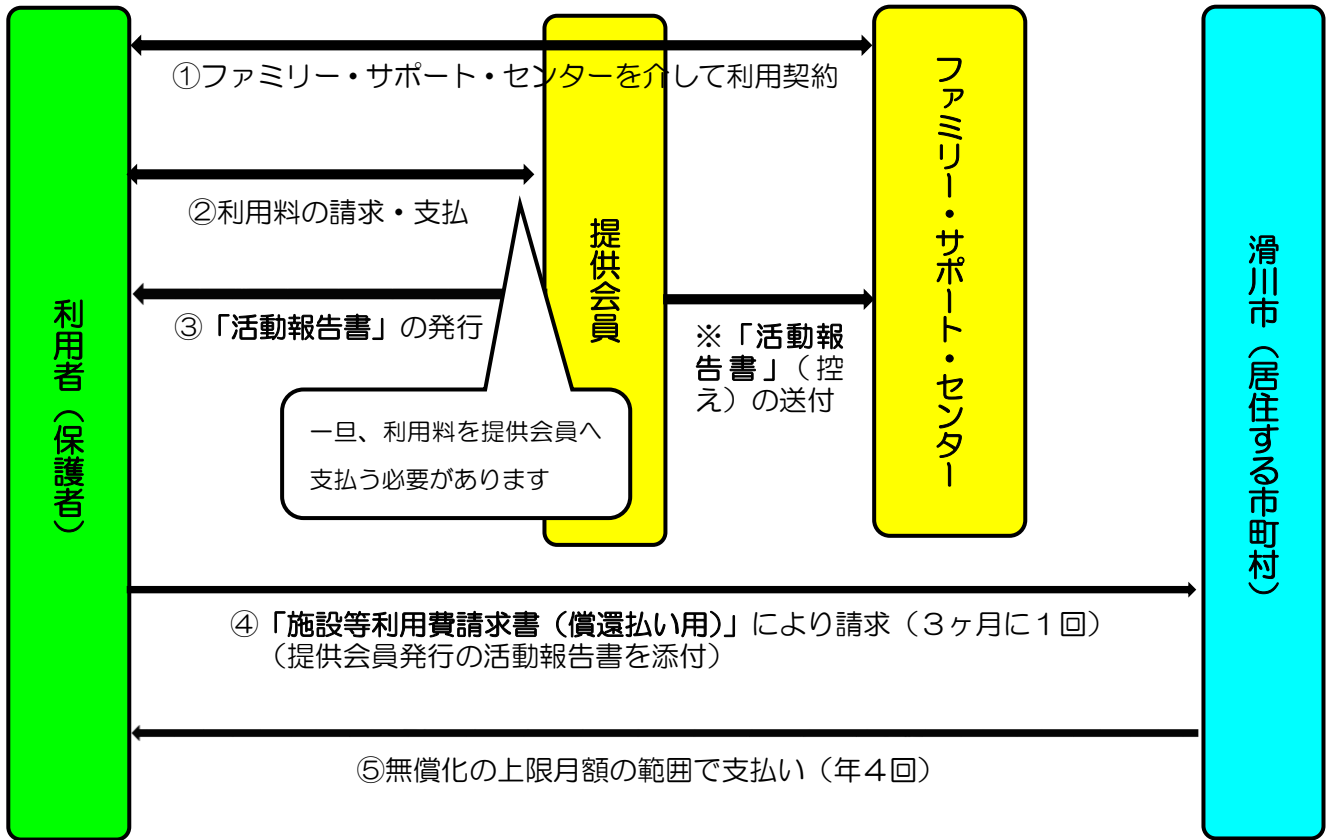 ①ファミリー・サポート・センターを介して利用契約
②利用料の請求・支払
③「活動報告書」の発行
※「活動報
告書」（控
え）の送付
一旦、利用料を提供会員へ
支払う必要があります
利用者（保護者）
提供会員
ファミリー・サポート・センター
滑川市（居住する市町村）
④「施設等利用費請求書（償還払い用）」により請求（３ヶ月に１回）
（提供会員発行の活動報告書を添付）
⑤無償化の上限月額の範囲で支払い（年４回）